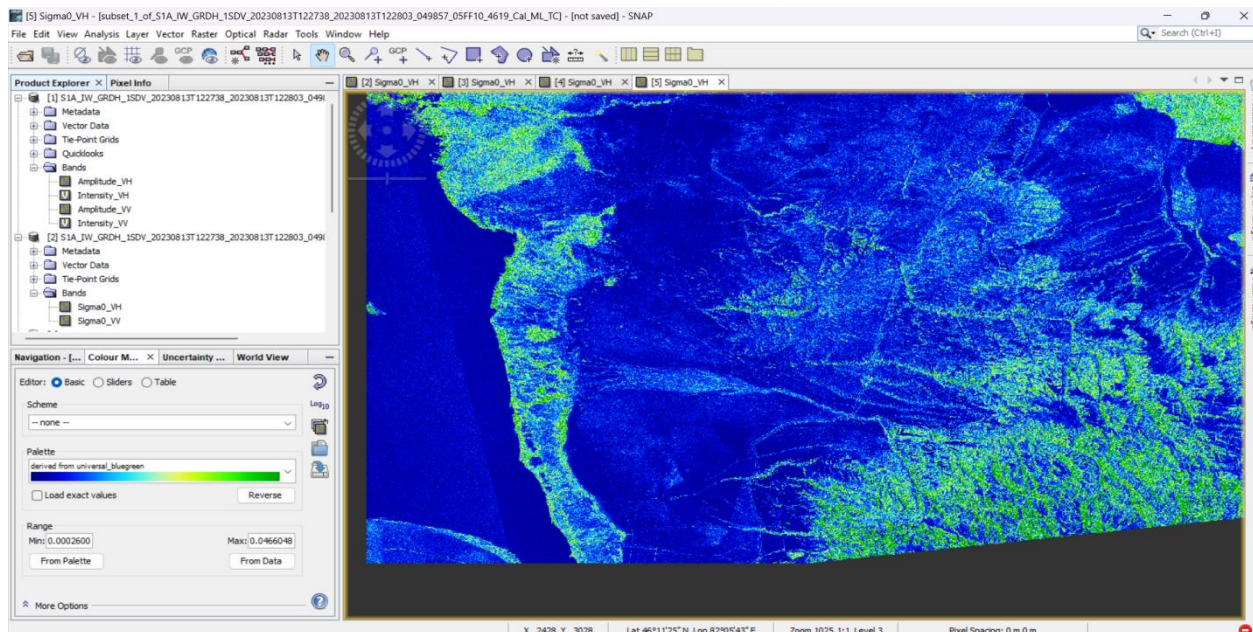 [5] Sigma0_VH - [subset_1_of_S1A_IW_GRDH_1SDV_20230813T122738_20230813T122803_049857_05FF10_4619_Cal_ML_TC] - [not saved] - SNAP
File Edit View Analysis Layer Vector Raster Optical Radar Tools Window Help
Search (Ctrl+I)
GCP
GCP
Product Explorer × Pixel Info
[2] Sigma0_VH × [3] Sigma0_VH × [4] Sigma0_VH × [5] Sigma0_VH ×
[1] S1A_IW_GRDH_1SDV_20230813T122738_20230813T122803_049
Metadata
Vector Data
Tie-Point Grids
Quicklooks
Bands
Amplitude_VH
Intensity_VH
Amplitude_VV
Intensity_VV
[2] S1A_IW_GRDH_1SDV_20230813T122738_20230813T122803_049
Metadata
Vector Data
Tie-Point Grids
Bands
Sigma0_VH
Sigma0_VV
Navigation - [... Colour M... × Uncertainty ... World View
Editor: Basic Sliders Table
Scheme
Log10
-- none --
Palette
derived from universal_bluegreen
Load exact values Reverse
Range
Min: 0.0002600 Max: 0.0466048
From Palette From Data
More Options
X 2428 Y 3028 Lat 46°11'25" N Lon 82°05'43" E Zoom 1025.1:1 Level 3 Pixel Spacing: 0 m 0 m